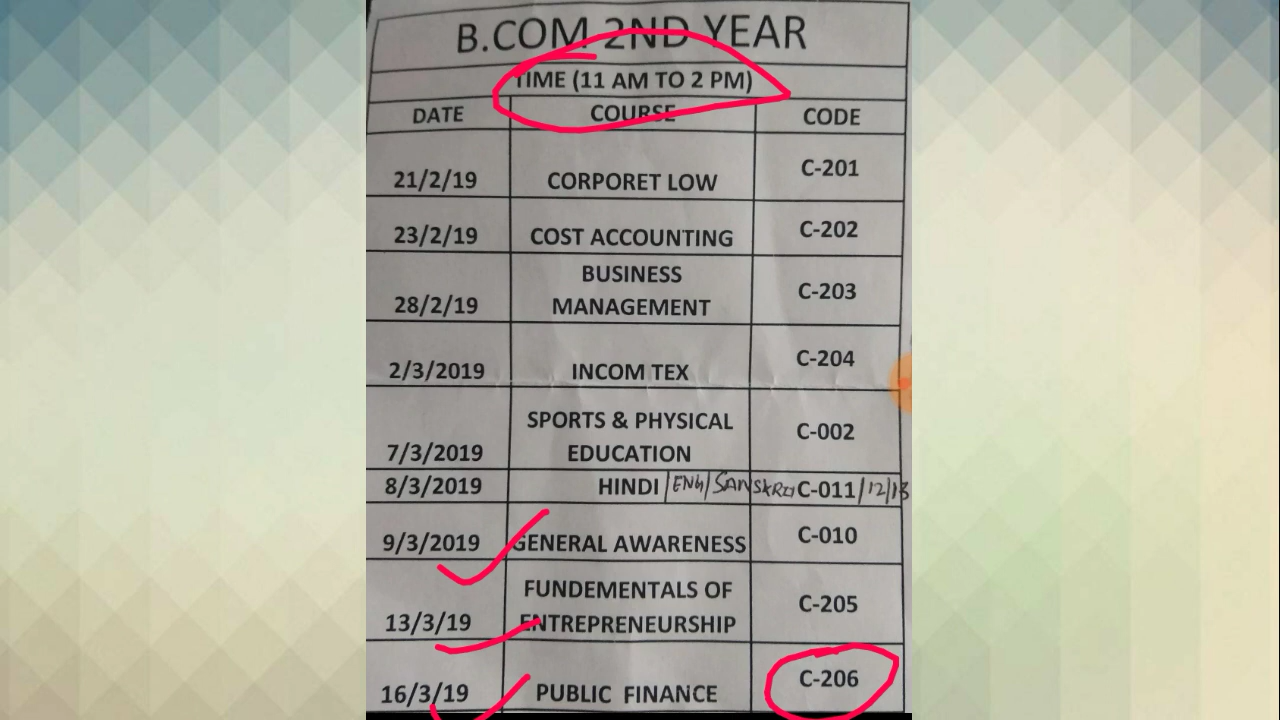 B.COM 2ND YEAR
TIME (11 AM TO 2 PM)
DATE COURSE CODE
21/2/19 CORPORET LOW C-201
23/2/19 COST ACCOUNTING C-202
BUSINESS
28/2/19 MANAGEMENT C-203
2/3/2019 INCOM TEX C-204
SPORTS & PHYSICAL
7/3/2019 EDUCATION C-002
8/3/2019 HINDI/ENG/SANSKRIT C-011/12/13
9/3/2019 GENERAL AWARENESS C-010
FUNDEMENTALS OF
13/3/19 ENTREPRENEURSHIP C-205
16/3/19 PUBLIC FINANCE C-206